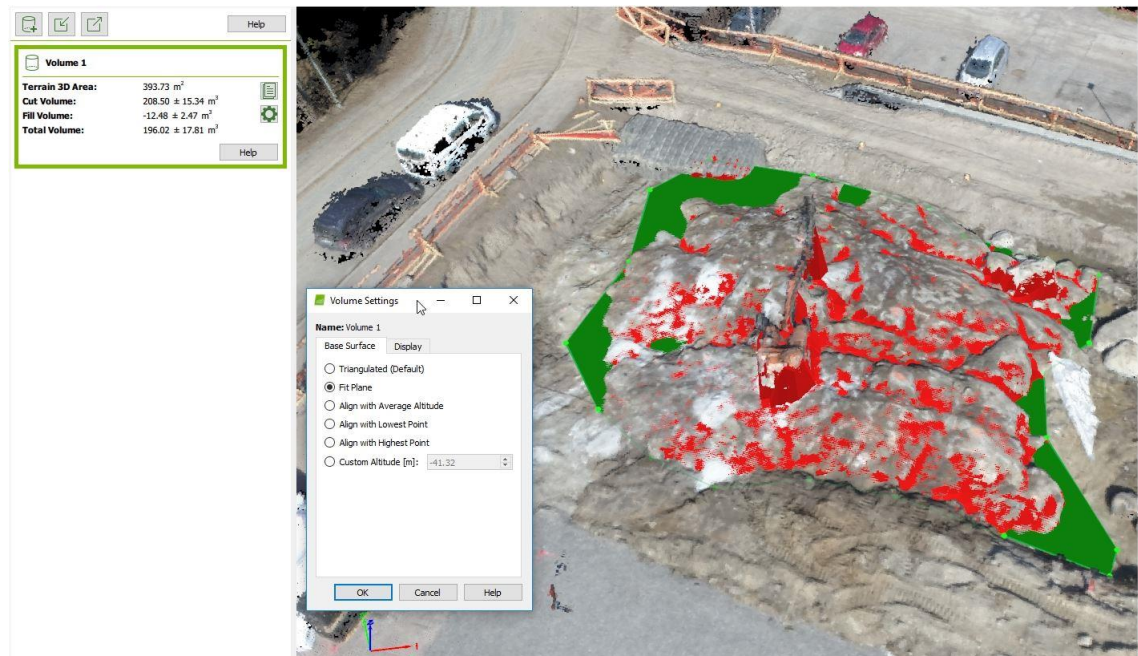 Help
Volume 1
Terrain 3D Area: 393.73 m²
Cut Volume: 208.50 ± 15.34 m³
Fill Volume: -12.48 ± 2.47 m³
Total Volume: 196.02 ± 17.81 m³
Help
Volume Settings
Name: Volume 1
Base Surface Display
Triangulated (Default)
Fit Plane
Align with Average Altitude
Align with Lowest Point
Align with Highest Point
Custom Altitude [m]: -41.32
OK Cancel Help